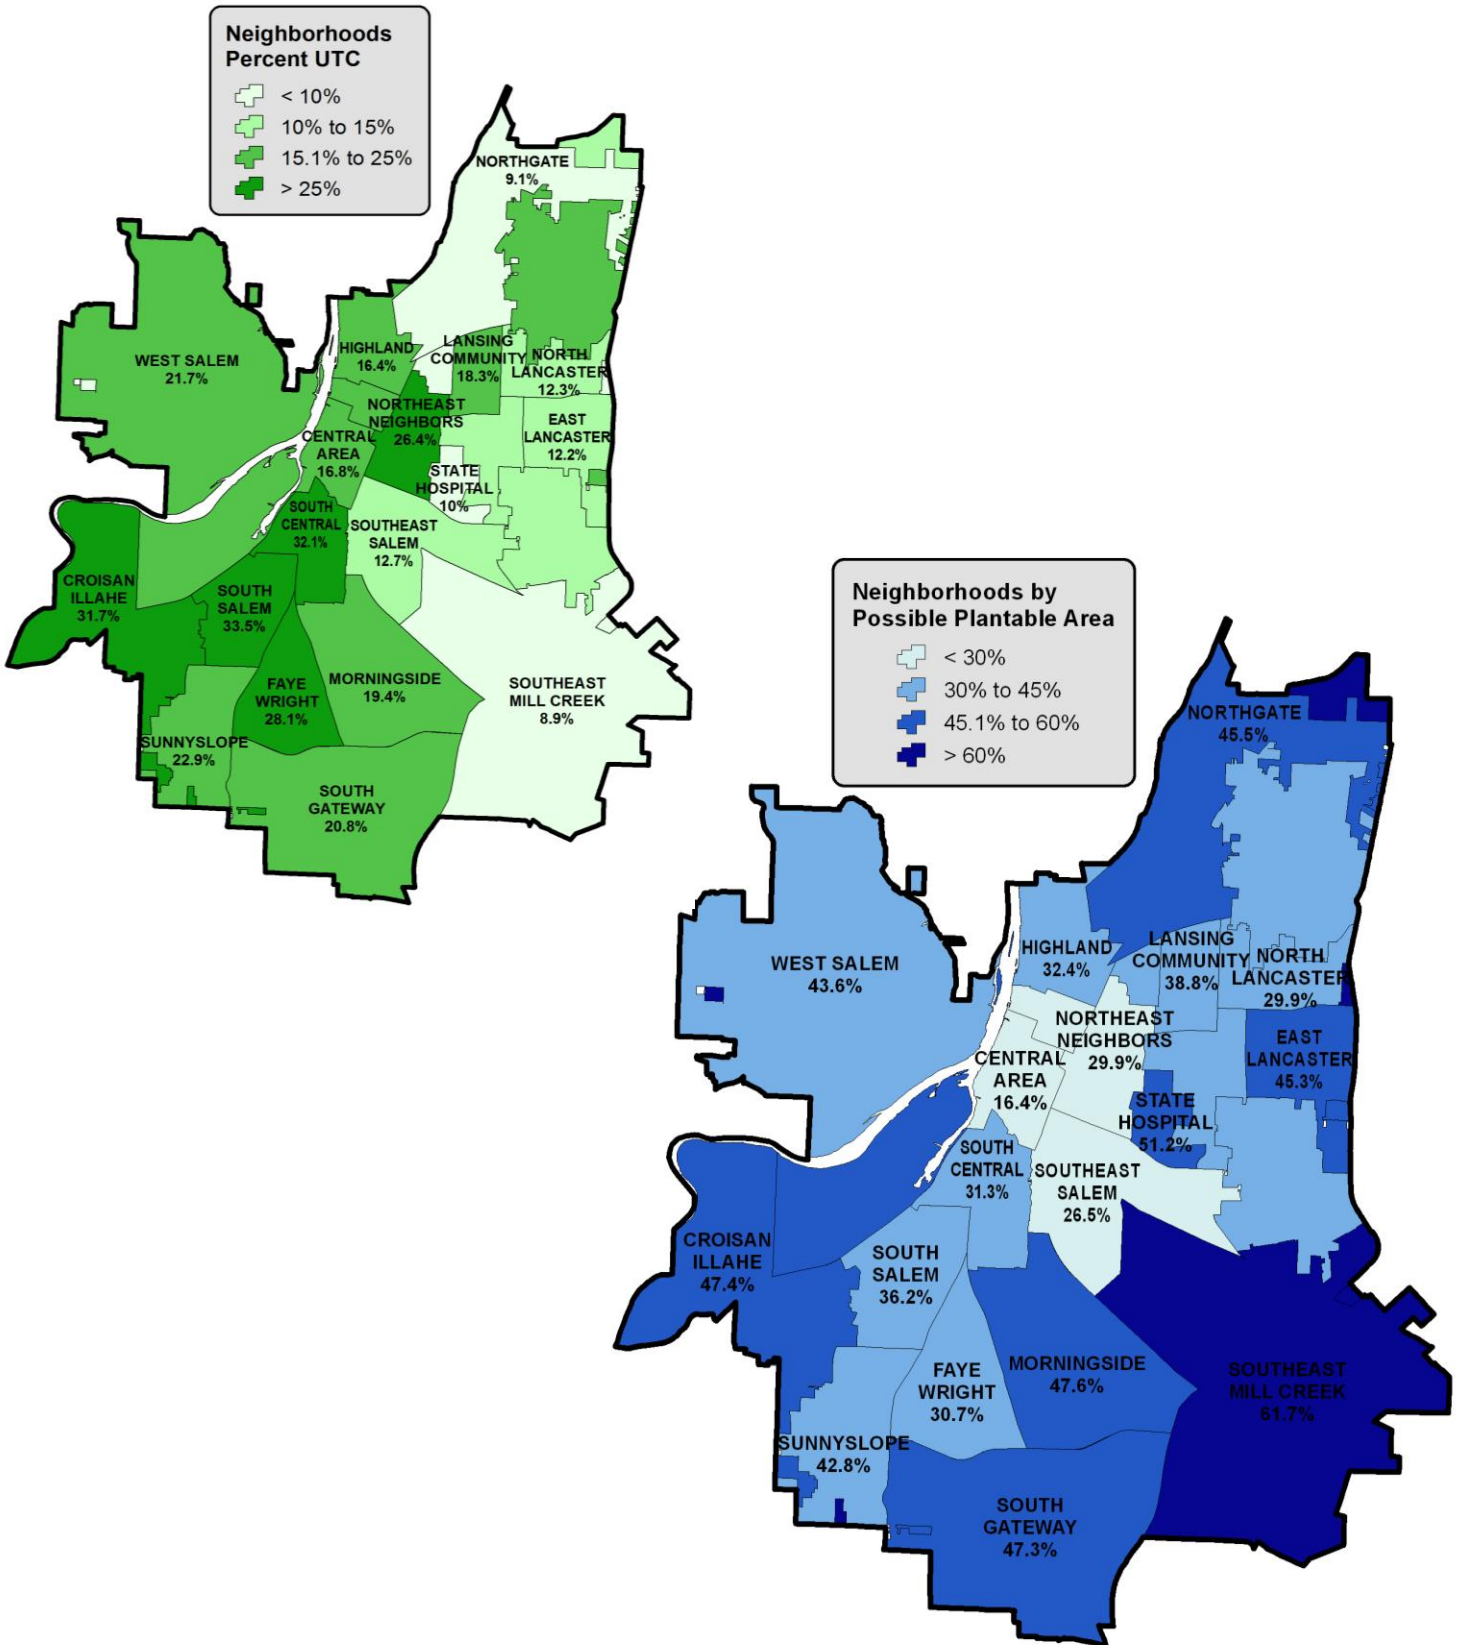 Neighborhoods
Percent UTC
< 10%
10% to 15%
15.1% to 25%
> 25%
NORTHGATE
9.1%
WEST SALEM
21.7%
HIGHLAND
16.4%
LANSING
COMMUNITY
18.3%
NORTH
LANCASTER
12.3%
NORTHEAST
NEIGHBORS
26.4%
EAST
LANCASTER
12.2%
CENTRAL
AREA
16.8%
STATE
HOSPITAL
10%
SOUTH
CENTRAL
32.1%
SOUTHEAST
SALEM
12.7%
CROISAN
ILLAHE
31.7%
SOUTH
SALEM
33.5%
FAYE
WRIGHT
28.1%
MORNINGSIDE
19.4%
SOUTHEAST
MILL CREEK
8.9%
SUNNYSLOPE
22.9%
SOUTH
GATEWAY
20.8%
Neighborhoods by
Possible Plantable Area
< 30%
30% to 45%
45.1% to 60%
> 60%
NORTHGATE
45.5%
WEST SALEM
43.6%
HIGHLAND
32.4%
LANSING
COMMUNITY
38.8%
NORTH
LANCASTER
29.9%
NORTHEAST
NEIGHBORS
29.9%
EAST
LANCASTER
45.3%
CENTRAL
AREA
16.4%
STATE
HOSPITAL
51.2%
SOUTH
CENTRAL
31.3%
SOUTHEAST
SALEM
26.5%
CROISAN
ILLAHE
47.4%
SOUTH
SALEM
36.2%
FAYE
WRIGHT
30.7%
MORNINGSIDE
47.6%
SOUTHEAST
MILL CREEK
61.7%
SUNNYSLOPE
42.8%
SOUTH
GATEWAY
47.3%